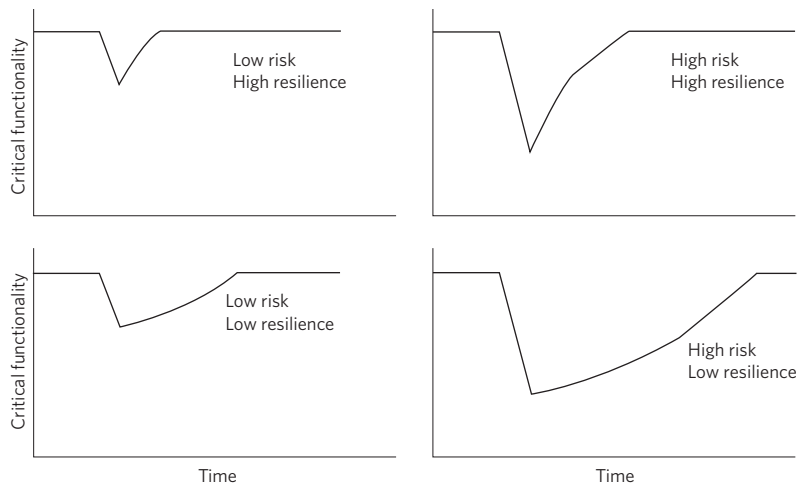 Critical functionality
Low risk
High resilience
High risk
High resilience
Critical functionality
Low risk
Low resilience
High risk
Low resilience
Time
Time